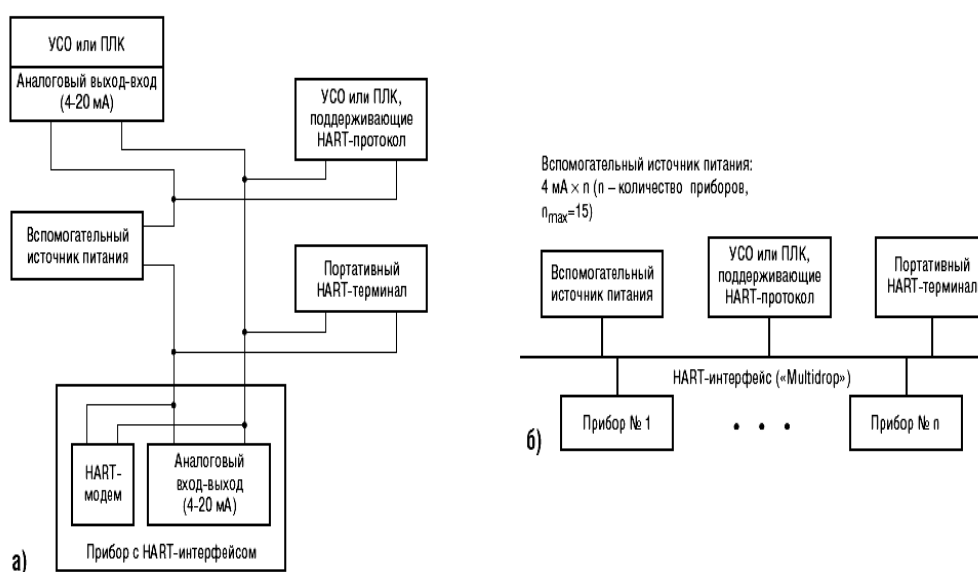 УСО или ПЛК
Аналоговый выход-вход
(4-20 мА)
УСО или ПЛК,
поддерживающие
HART-протокол
Вспомогательный
источник питания
Портативный
HART-терминал
HART-
модем
Аналоговый
вход-выход
(4-20 мА)
Прибор с HART-интерфейсом
а)
Вспомогательный источник питания:
4 мА × n (n – количество приборов,
nmax=15)
Вспомогательный
источник питания
УСО или ПЛК,
поддерживающие
HART-протокол
Портативный
HART-терминал
HART-интерфейс («Multidrop»)
Прибор № 1
• • •
Прибор № n
б)